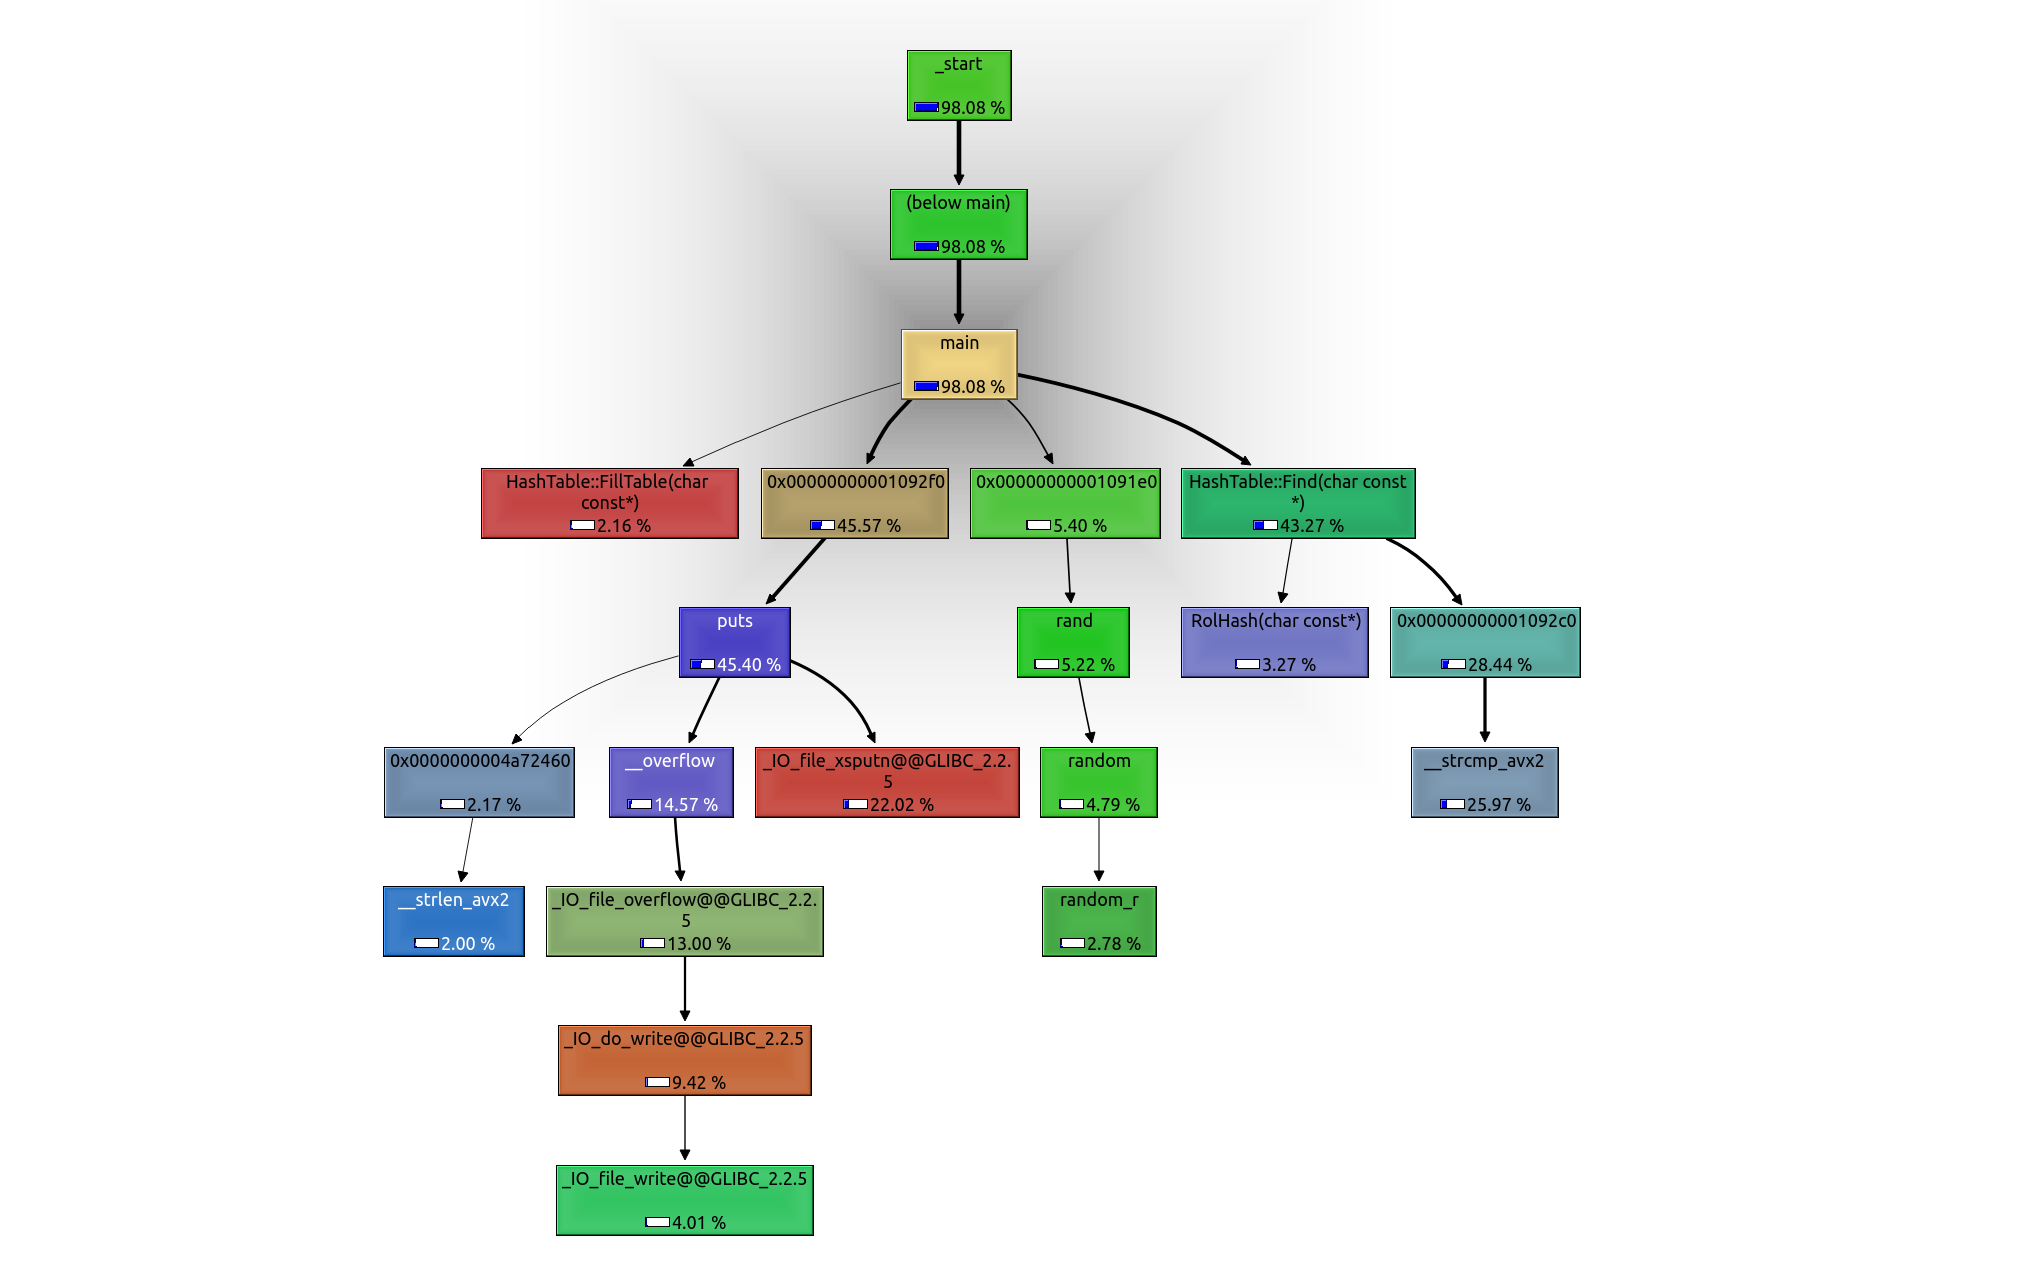 _start
98.08 %
(below main)
98.08 %
main
98.08 %
HashTable::FillTable(char
const*)
2.16 %
0x00000000001092f0
45.57 %
0x00000000001091e0
5.40 %
HashTable::Find(char const
*)
43.27 %
puts
45.40 %
rand
5.22 %
RolHash(char const*)
3.27 %
0x00000000001092c0
28.44 %
0x0000000004a72460
2.17 %
__overflow
14.57 %
_IO_file_xsputn@@GLIBC_2.2.
5
22.02 %
random
4.79 %
__strcmp_avx2
25.97 %
__strlen_avx2
2.00 %
_IO_file_overflow@@GLIBC_2.2.
5
13.00 %
random_r
2.78 %
_IO_do_write@@GLIBC_2.2.5
9.42 %
_IO_file_write@@GLIBC_2.2.5
4.01 %